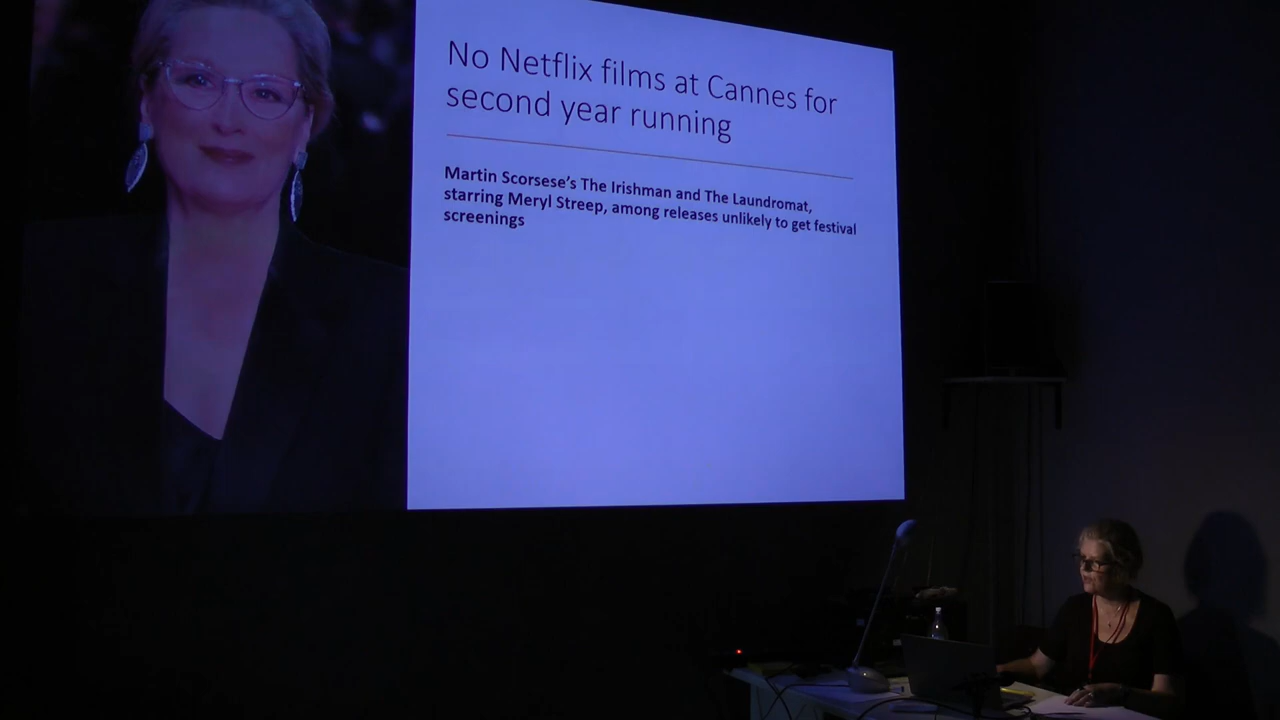 No Netflix films at Cannes for
second year running
Martin Scorsese’s The Irishman and The Laundromat,
starring Meryl Streep, among releases unlikely to get festival
screenings